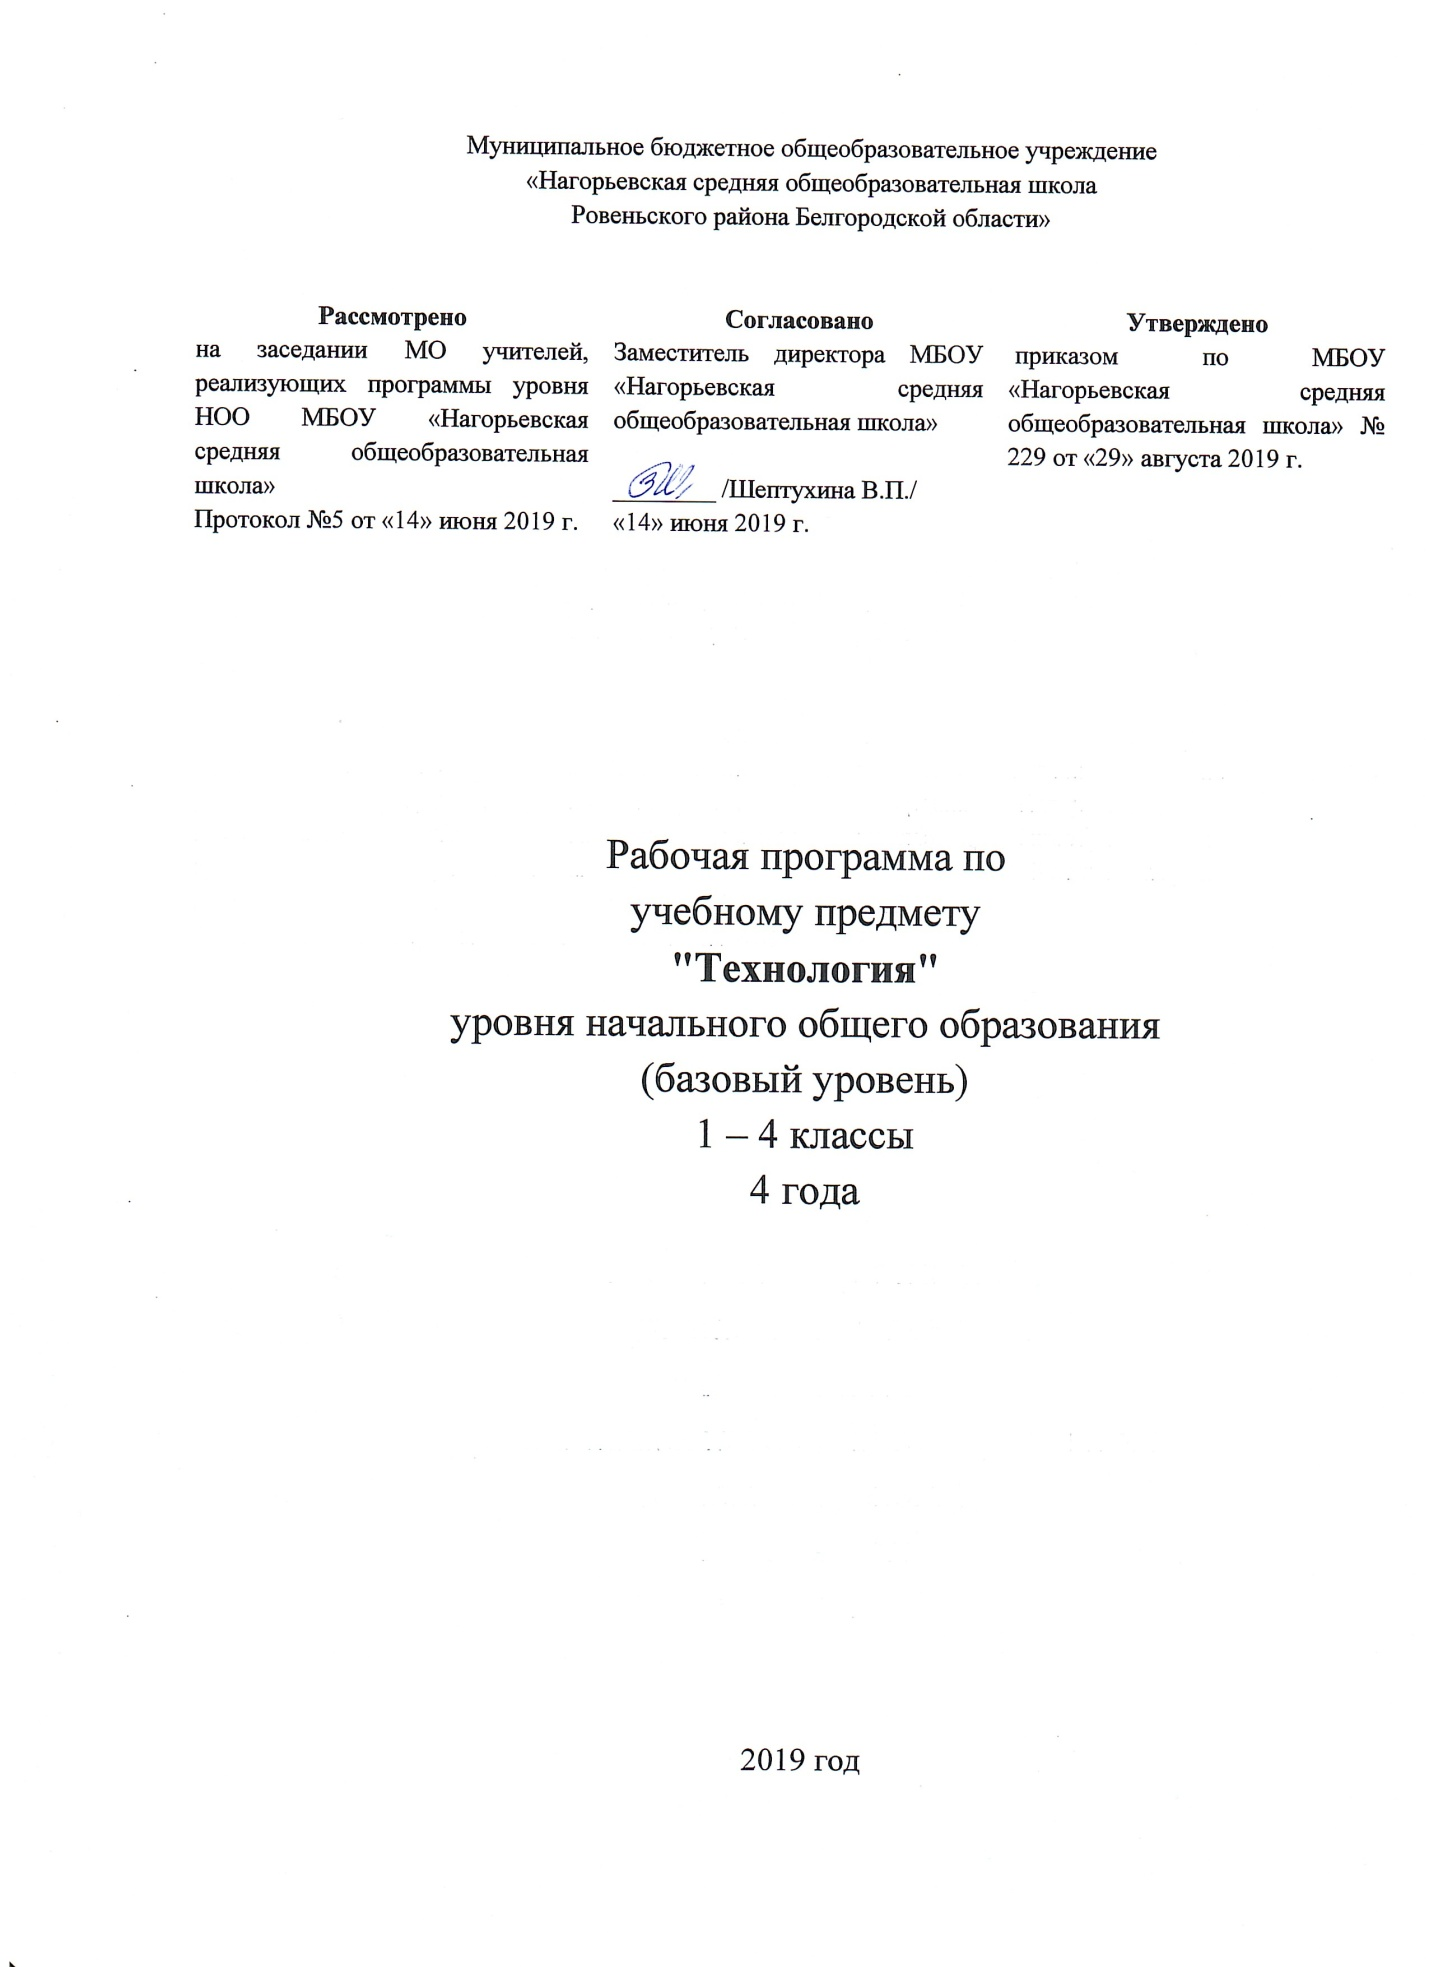 Муниципальное бюджетное общеобразовательное учреждение
«Нагорьевская средняя общеобразовательная школа
Ровеньского района Белгородской области»
Рассмотрено
на заседании МО учителей,
реализующих программы уровня
НОО МБОУ «Нагорьевская
средняя общеобразовательная
школа»
Протокол №5 от «14» июня 2019 г.
Согласовано
Заместитель директора МБОУ
«Нагорьевская средняя
общеобразовательная школа»
________ /Шептухина В.П./
«14» июня 2019 г.
Утверждено
приказом по МБОУ
«Нагорьевская средняя
общеобразовательная школа» №
229 от «29» августа 2019 г.
Рабочая программа по
учебному предмету
"Технология"
уровня начального общего образования
(базовый уровень)
1 – 4 классы
4 года
2019 год